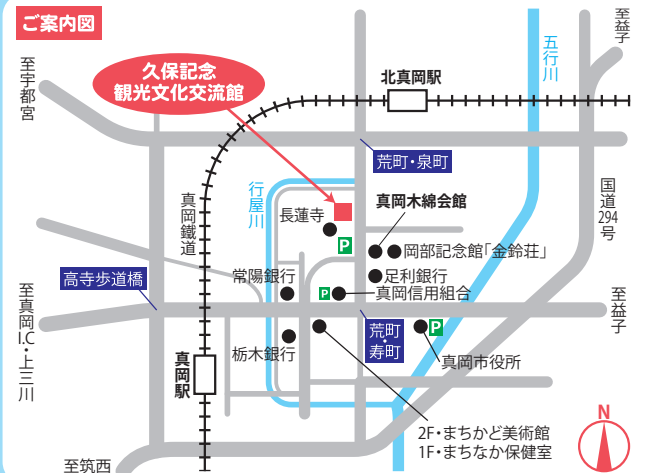 ご案内図
至益子
五行川
至宇都宮
久保記念
観光文化交流館
北真岡駅
荒町・泉町
真岡鐵道
行屋川
国道294号
真岡木綿会館
長蓮寺
P
岡部記念館「金鈴荘」
高寺歩道橋
常陽銀行
足利銀行
P
真岡信用組合
至真岡I.C・上三川
至益子
荒町・寿町
P
栃木銀行
真岡駅
真岡市役所
2F・まちかど美術館
1F・まちなか保健室
N
至筑西